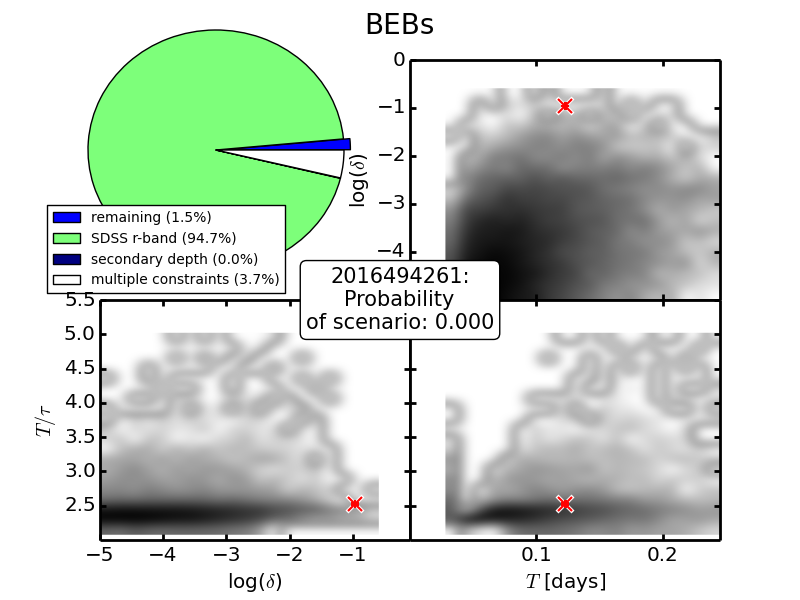 BEBs
remaining (1.5%)
SDSS r-band (94.7%)
secondary depth (0.0%)
multiple constraints (3.7%)
0
−1
−2
−3
−4
log(δ)
2016494261:
Probability
of scenario: 0.000
5.5
5.0
4.5
4.0
3.5
3.0
2.5
T/τ
−5 −4 −3 −2 −1
log(δ)
0.1 0.2
T [days]